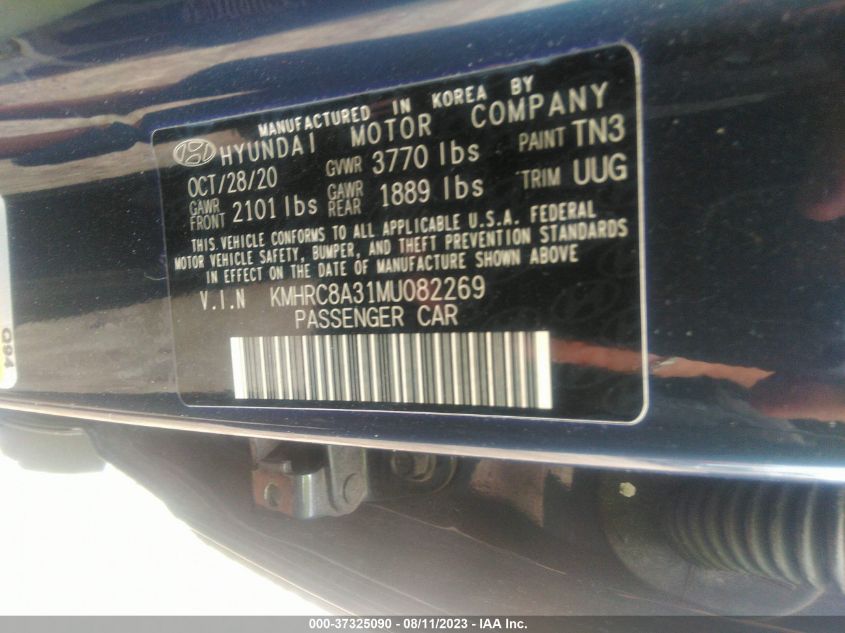 MANUFACTURED IN KOREA BY
HYUNDAI MOTOR COMPANY
OCT/28/20 GVWR 3770 lbs PAINT TN3
GAWR FRONT 2101 lbs GAWR REAR 1889 lbs TRIM UUG
THIS VEHICLE CONFORMS TO ALL APPLICABLE U.S.A. FEDERAL
MOTOR VEHICLE SAFETY, BUMPER, AND THEFT PREVENTION STANDARDS
IN EFFECT ON THE DATE OF MANUFACTURE SHOWN ABOVE
V.I.N KMHRC8A31MU082269
PASSENGER CAR
Q94
000-37325090 - 08/11/2023 - IAA Inc.